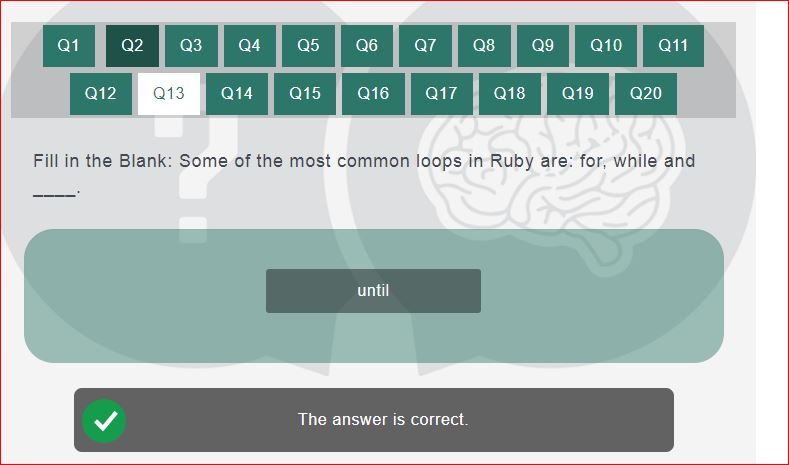 Q1 Q2 Q3 Q4 Q5 Q6 Q7 Q8 Q9 Q10 Q11
Q12 Q13 Q14 Q15 Q16 Q17 Q18 Q19 Q20
Fill in the Blank: Some of the most common loops in Ruby are: for, while and
____.
until
The answer is correct.